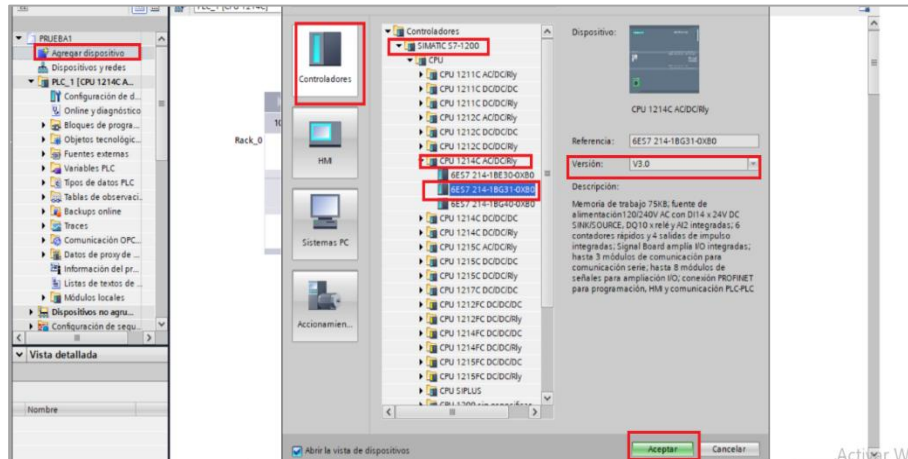 PLC_1 [CPU 1214C]
PRUEBA1
Agregar dispositivo
Dispositivos y redes
PLC_1 [CPU 1214C A...
Configuración de d...
Online y diagnóstico
Bloques de progra...
Objetos tecnológic...
Fuentes externas
Variables PLC
Tipos de datos PLC
Tablas de observaci...
Backups online
Traces
Comunicación OPC...
Datos de proxy de ...
Información del pr...
Listas de textos de ...
Módulos locales
Dispositivos no agru...
Configuración de segu...
Vista detallada
Nombre
Rack_0
10
Controladores
HMI
Sistemas PC
Accionamien...
Controladores
SIMATIC S7-1200
CPU
CPU 1211C AC/DC/Rly
CPU 1211C DC/DC/DC
CPU 1211C DC/DC/Rly
CPU 1212C AC/DC/Rly
CPU 1212C DC/DC/DC
CPU 1212C DC/DC/Rly
CPU 1214C AC/DC/Rly
6ES7 214-1BE30-0XB0
6ES7 214-1BG31-0XB0
6ES7 214-1BG40-0XB0
CPU 1214C DC/DC/DC
CPU 1214C DC/DC/Rly
CPU 1215C AC/DC/Rly
CPU 1215C DC/DC/DC
CPU 1215C DC/DC/Rly
CPU 1217C DC/DC/DC
CPU 1212FC DC/DC/DC
CPU 1212FC DC/DC/Rly
CPU 1214FC DC/DC/DC
CPU 1214FC DC/DC/Rly
CPU 1215FC DC/DC/DC
CPU 1215FC DC/DC/Rly
CPU SIPLUS
Dispositivo:
CPU 1214C AC/DC/Rly
Referencia: 6ES7 214-1BG31-0XB0
Versión: V3.0
Descripción:
Memoria de trabajo 75KB; fuente de
alimentación120/240V AC con DI14 x 24V DC
SINK/SOURCE, DQ10 x relé y AI2 integradas; 6
contadores rápidos y 4 salidas de impulso
integradas; Signal Board amplía I/O integradas;
hasta 3 módulos de comunicación para
comunicación serie; hasta 8 módulos de
señales para ampliación I/O; conexión PROFINET
para programación, HMI y comunicación PLC-PLC
Abrir la vista de dispositivos
Aceptar
Cancelar
Activar W